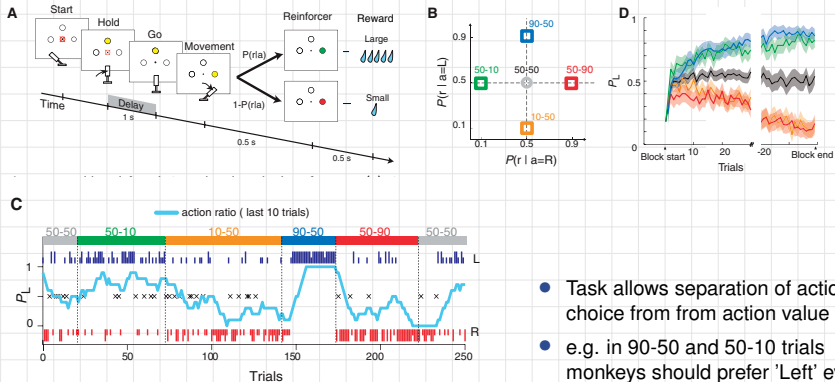 A
Start
Hold
Go
Movement
Reinforcer
Reward
Large
P(r|a)
1-P(r|a)
Small
Time
Delay
1 s
0.5 s
0.5 s
B
90-50
0.9
50-10
50-50
50-90
0.5
10-50
0.1
P(r | a=L)
0.1
0.5
0.9
P(r | a=R)
D
1
0.5
0
P_L
10
-20
Block start
Block end
Trials
C
action ratio ( last 10 trials)
50-50
50-10
10-50
90-50
50-90
50-50
L
1
P_L
0
R
0
50
100
150
200
250
Trials
● Task allows separation of actio
choice from from action value
● e.g. in 90-50 and 50-10 trials
monkeys should prefer 'Left' e